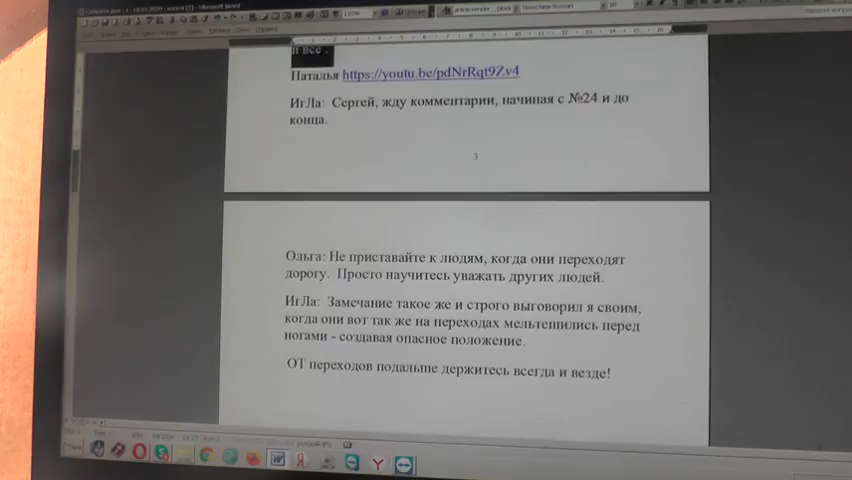 Microsoft Word
и все .
Наталья https://youtu.be/pdNrRqt9Zv4
ИгЛа: Сергей, жду комментарии, начиная с №24 и до
конца.
3
Ольга: Не приставайте к людям, когда они переходят
дорогу. Просто научитесь уважать других людей.
ИгЛа: Замечание такое же и строго выговорил я своим,
когда они вот так же на переходах мельтешились перед
ногами - создавая опасное положение.
ОТ переходов подальше держитесь всегда и везде!